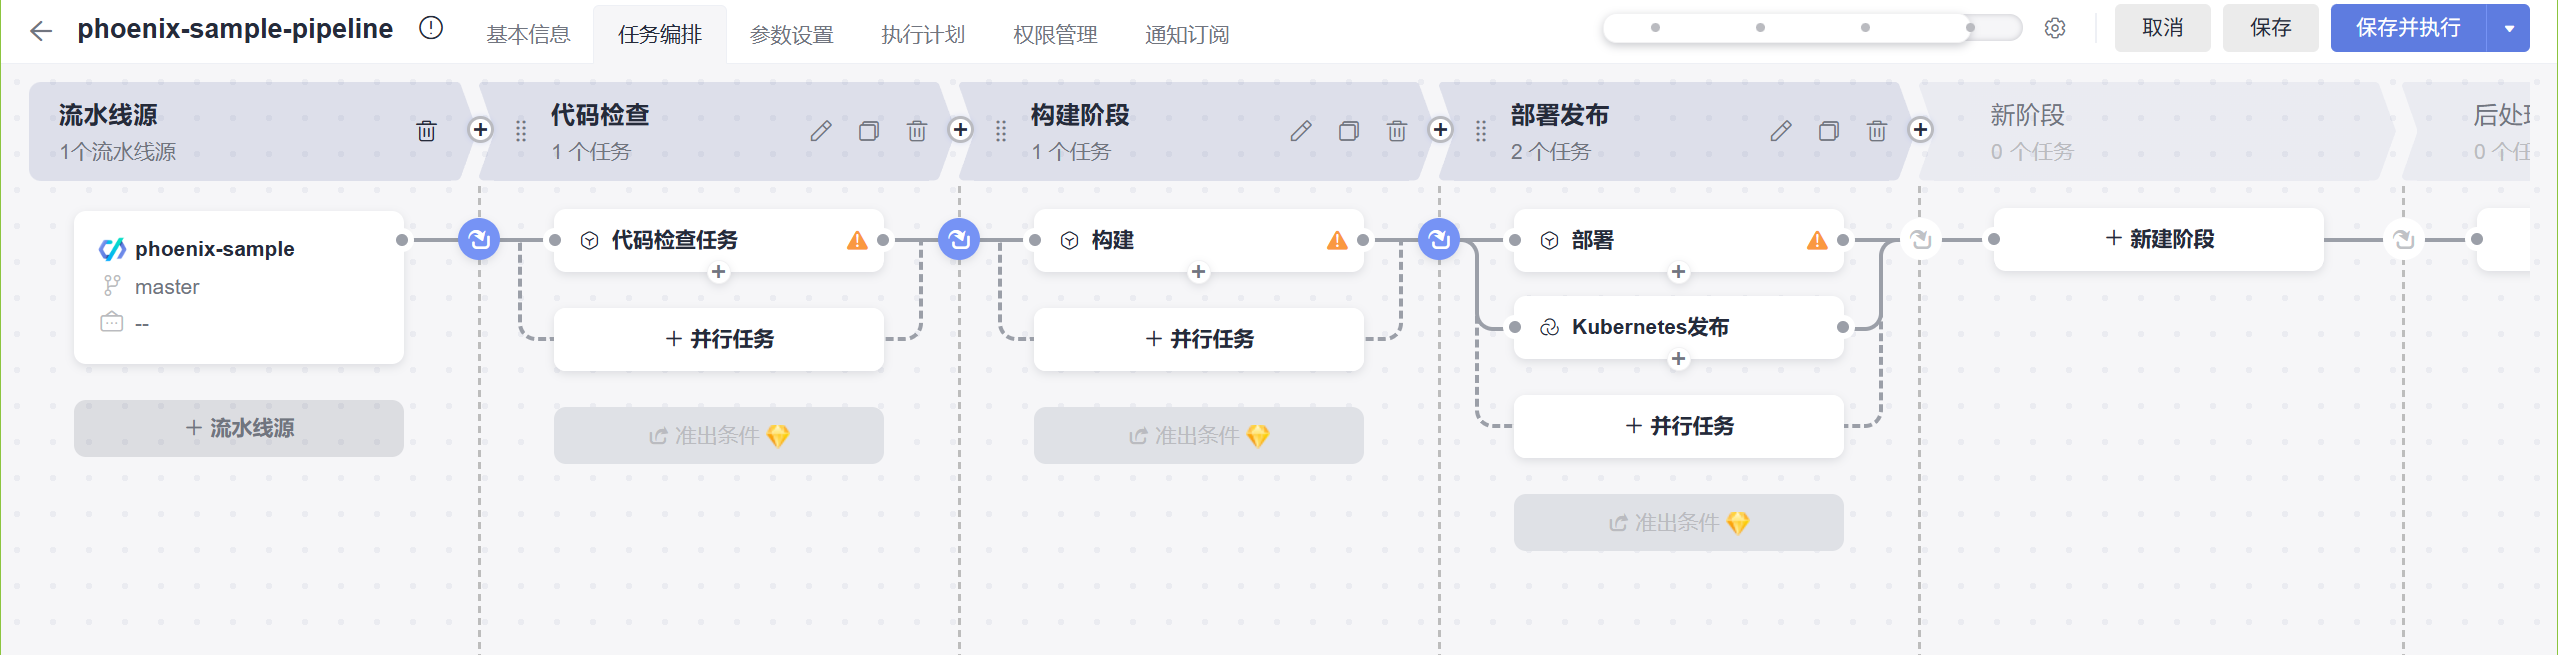 phoenix-sample-pipeline
基本信息
任务编排
参数设置
执行计划
权限管理
通知订阅
取消
保存
保存并执行
流水线源
1个流水线源
代码检查
1 个任务
构建阶段
1 个任务
部署发布
2 个任务
新阶段
0 个任务
后处
0 个任
phoenix-sample
master
--
+ 流水线源
代码检查任务
+ 并行任务
准出条件
构建
+ 并行任务
准出条件
部署
Kubernetes发布
+ 并行任务
准出条件
+ 新建阶段